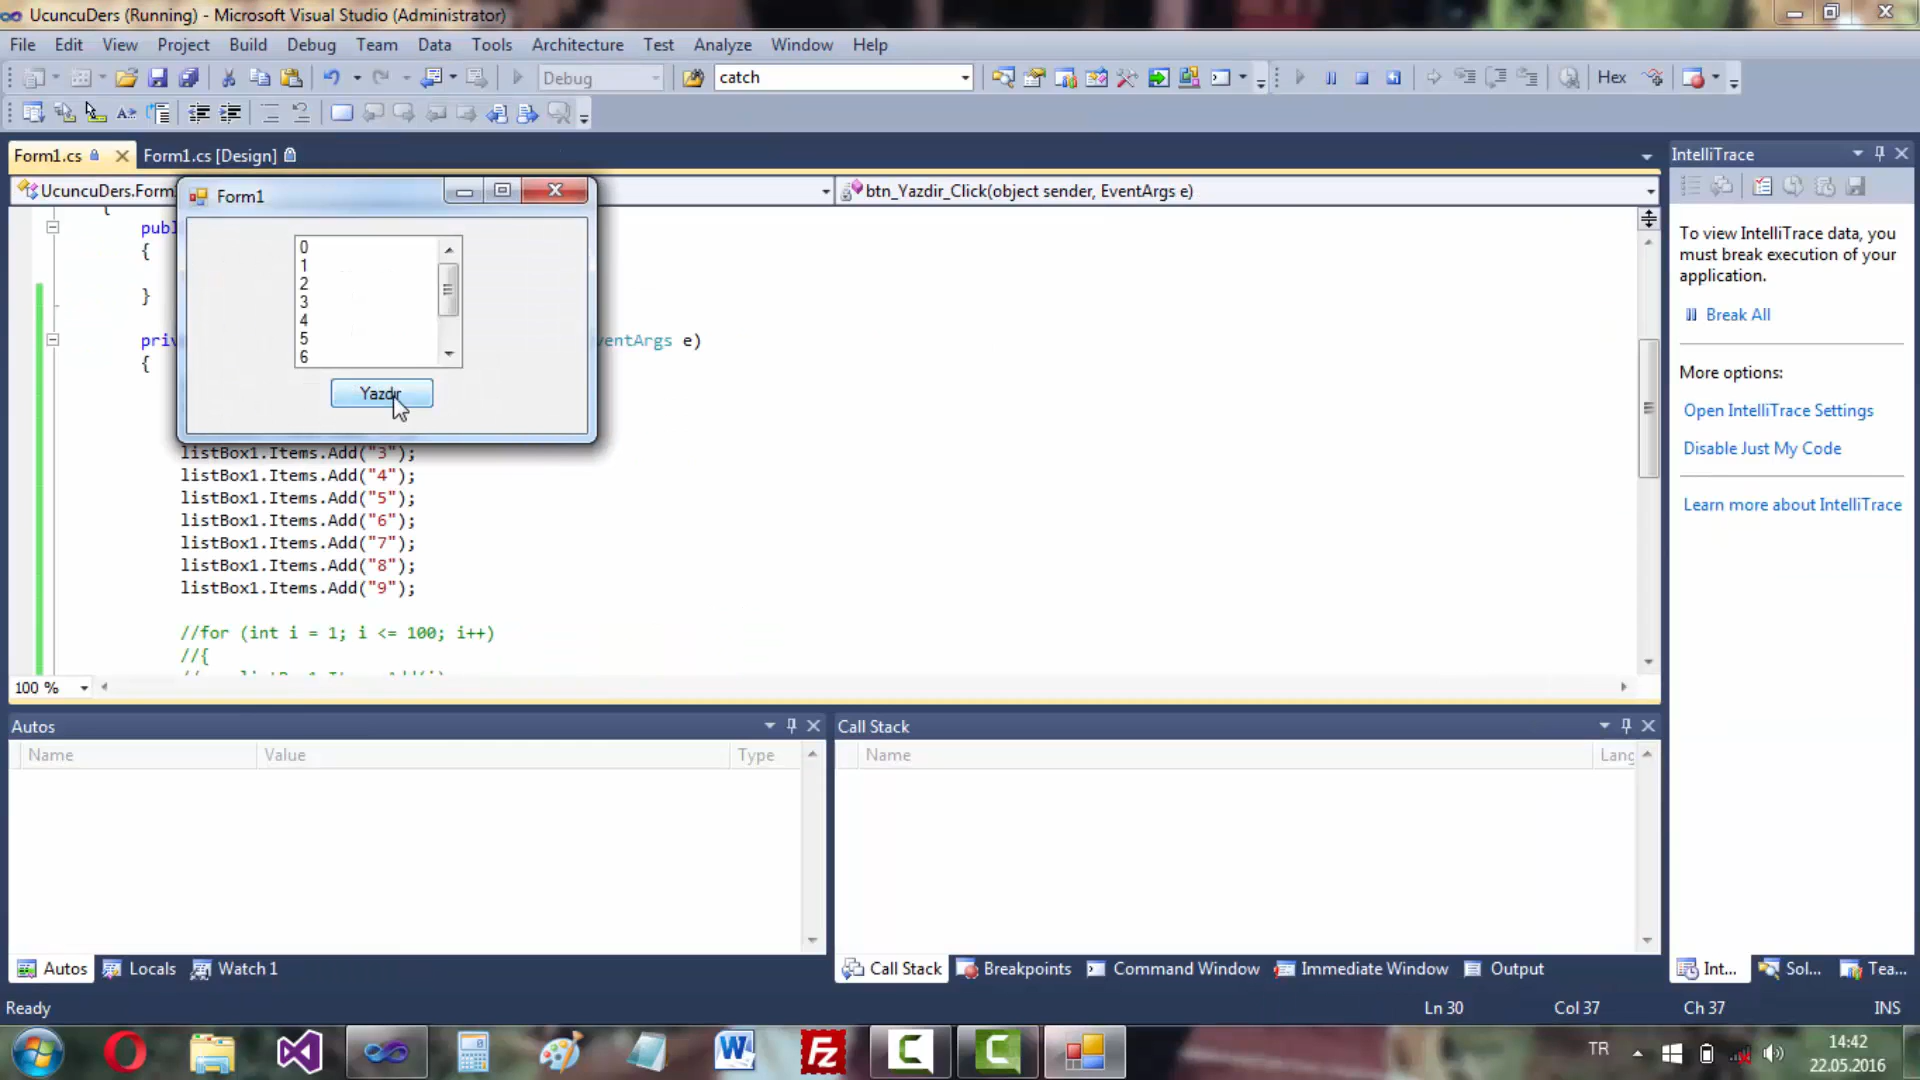 UcuncuDers (Running) - Microsoft Visual Studio (Administrator)
File Edit View Project Build Debug Team Data Tools Architecture Test Analyze Window Help
Debug catch Hex
Form1.cs Form1.cs [Design] IntelliTrace
UcuncuDers.Form btn_Yazdir_Click(object sender, EventArgs e)
Form1
0
1
2
3
4
5
6
Yazdır
publ
{
}
priv ventArgs e)
{
listBox1.Items.Add("3");
listBox1.Items.Add("4");
listBox1.Items.Add("5");
listBox1.Items.Add("6");
listBox1.Items.Add("7");
listBox1.Items.Add("8");
listBox1.Items.Add("9");
//for (int i = 1; i <= 100; i++)
//{
100 %
To view IntelliTrace data, you
must break execution of your
application.
Break All
More options:
Open IntelliTrace Settings
Disable Just My Code
Learn more about IntelliTrace
Autos
Name Value Type
Call Stack
Name Lang
Autos Locals Watch 1
Call Stack Breakpoints Command Window Immediate Window Output
Int... Sol... Tea...
Ready Ln 30 Col 37 Ch 37 INS
TR 14:42
22.05.2016